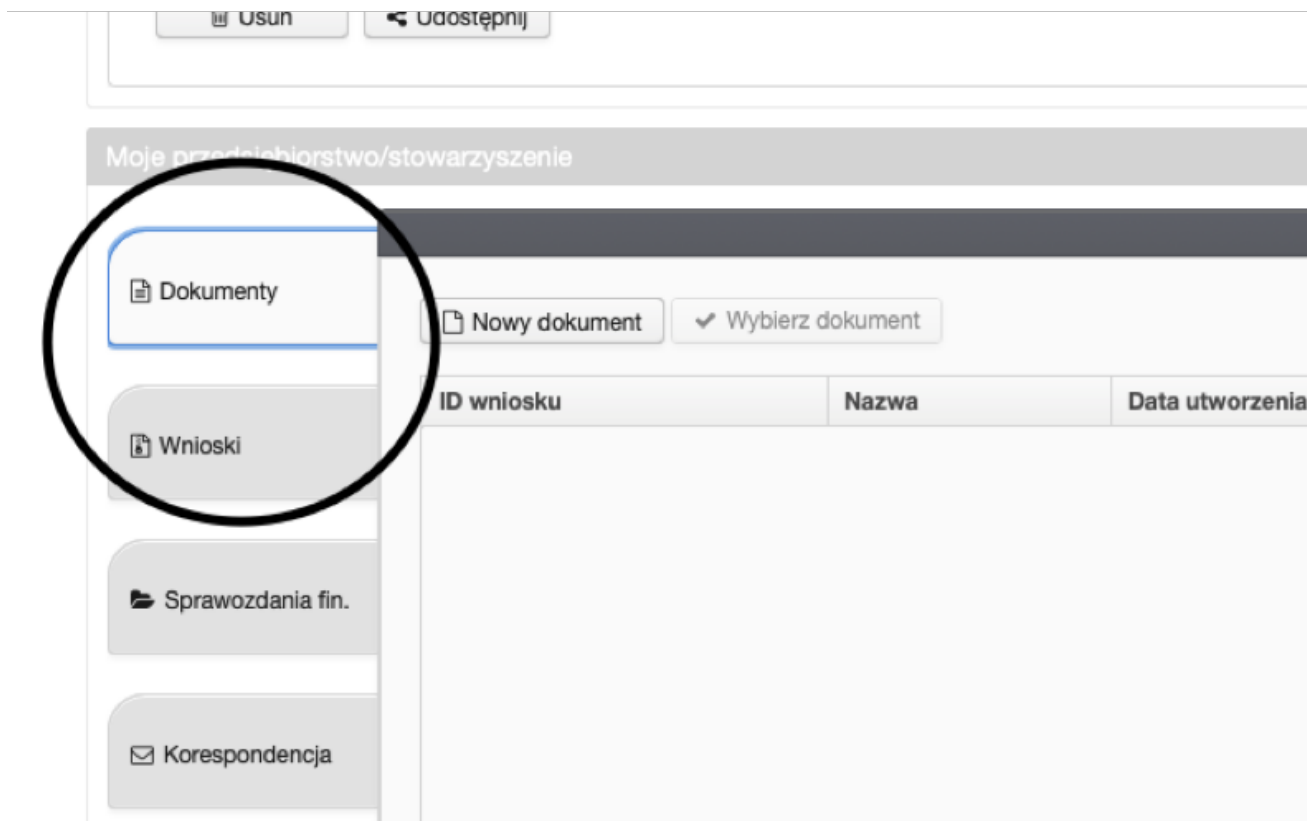 Usuń Udostępnij
Moje przedsiębiorstwo/stowarzyszenie
Dokumenty
Nowy dokument Wybierz dokument
ID wniosku Nazwa Data utworzenia
Wnioski
Sprawozdania fin.
Korespondencja